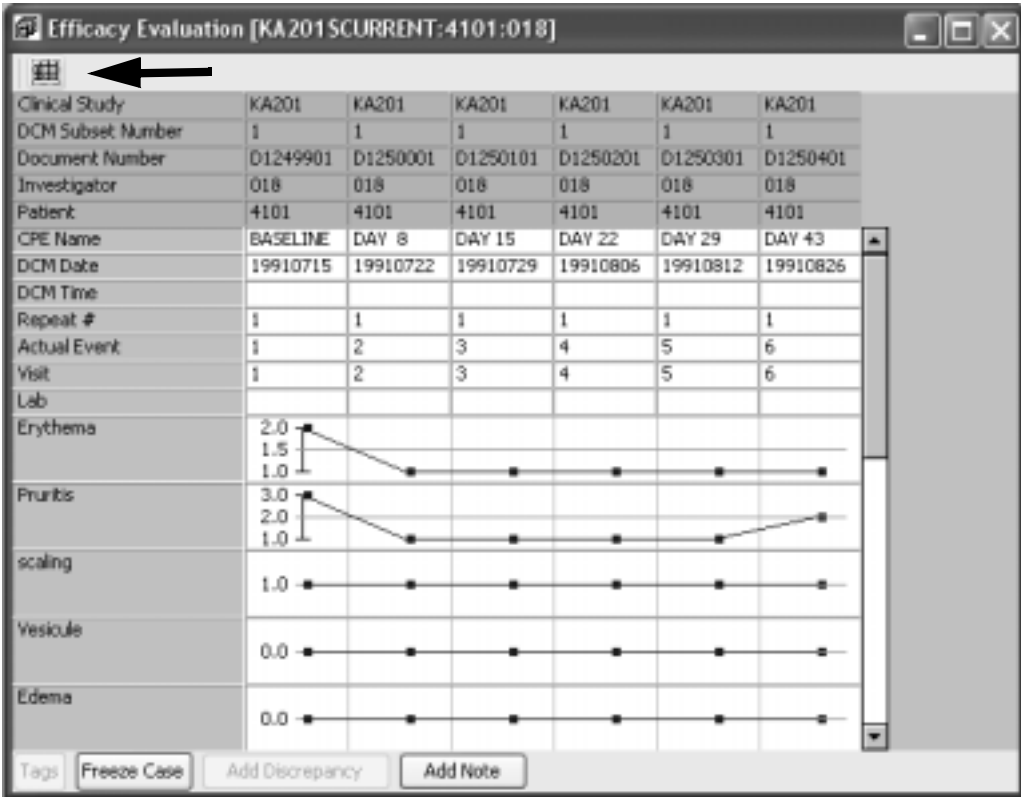 Efficacy Evaluation [KA201$CURRENT:4101:018]
Clinical Study KA201 KA201 KA201 KA201 KA201 KA201
DCM Subset Number 1 1 1 1 1 1
Document Number D1249901 D1250001 D1250101 D1250201 D1250301 D1250401
Investigator 018 018 018 018 018 018
Patient 4101 4101 4101 4101 4101 4101
CPE Name BASELINE DAY 8 DAY 15 DAY 22 DAY 29 DAY 43
DCM Date 19910715 19910722 19910729 19910806 19910812 19910826
DCM Time
Repeat # 1 1 1 1 1 1
Actual Event 1 2 3 4 5 6
Visit 1 2 3 4 5 6
Lab
Erythema 2.0
1.5
1.0
Pruritis 3.0
2.0
1.0
scaling
1.0
Vesicule
0.0
Edema
0.0
Tags Freeze Case Add Discrepancy Add Note